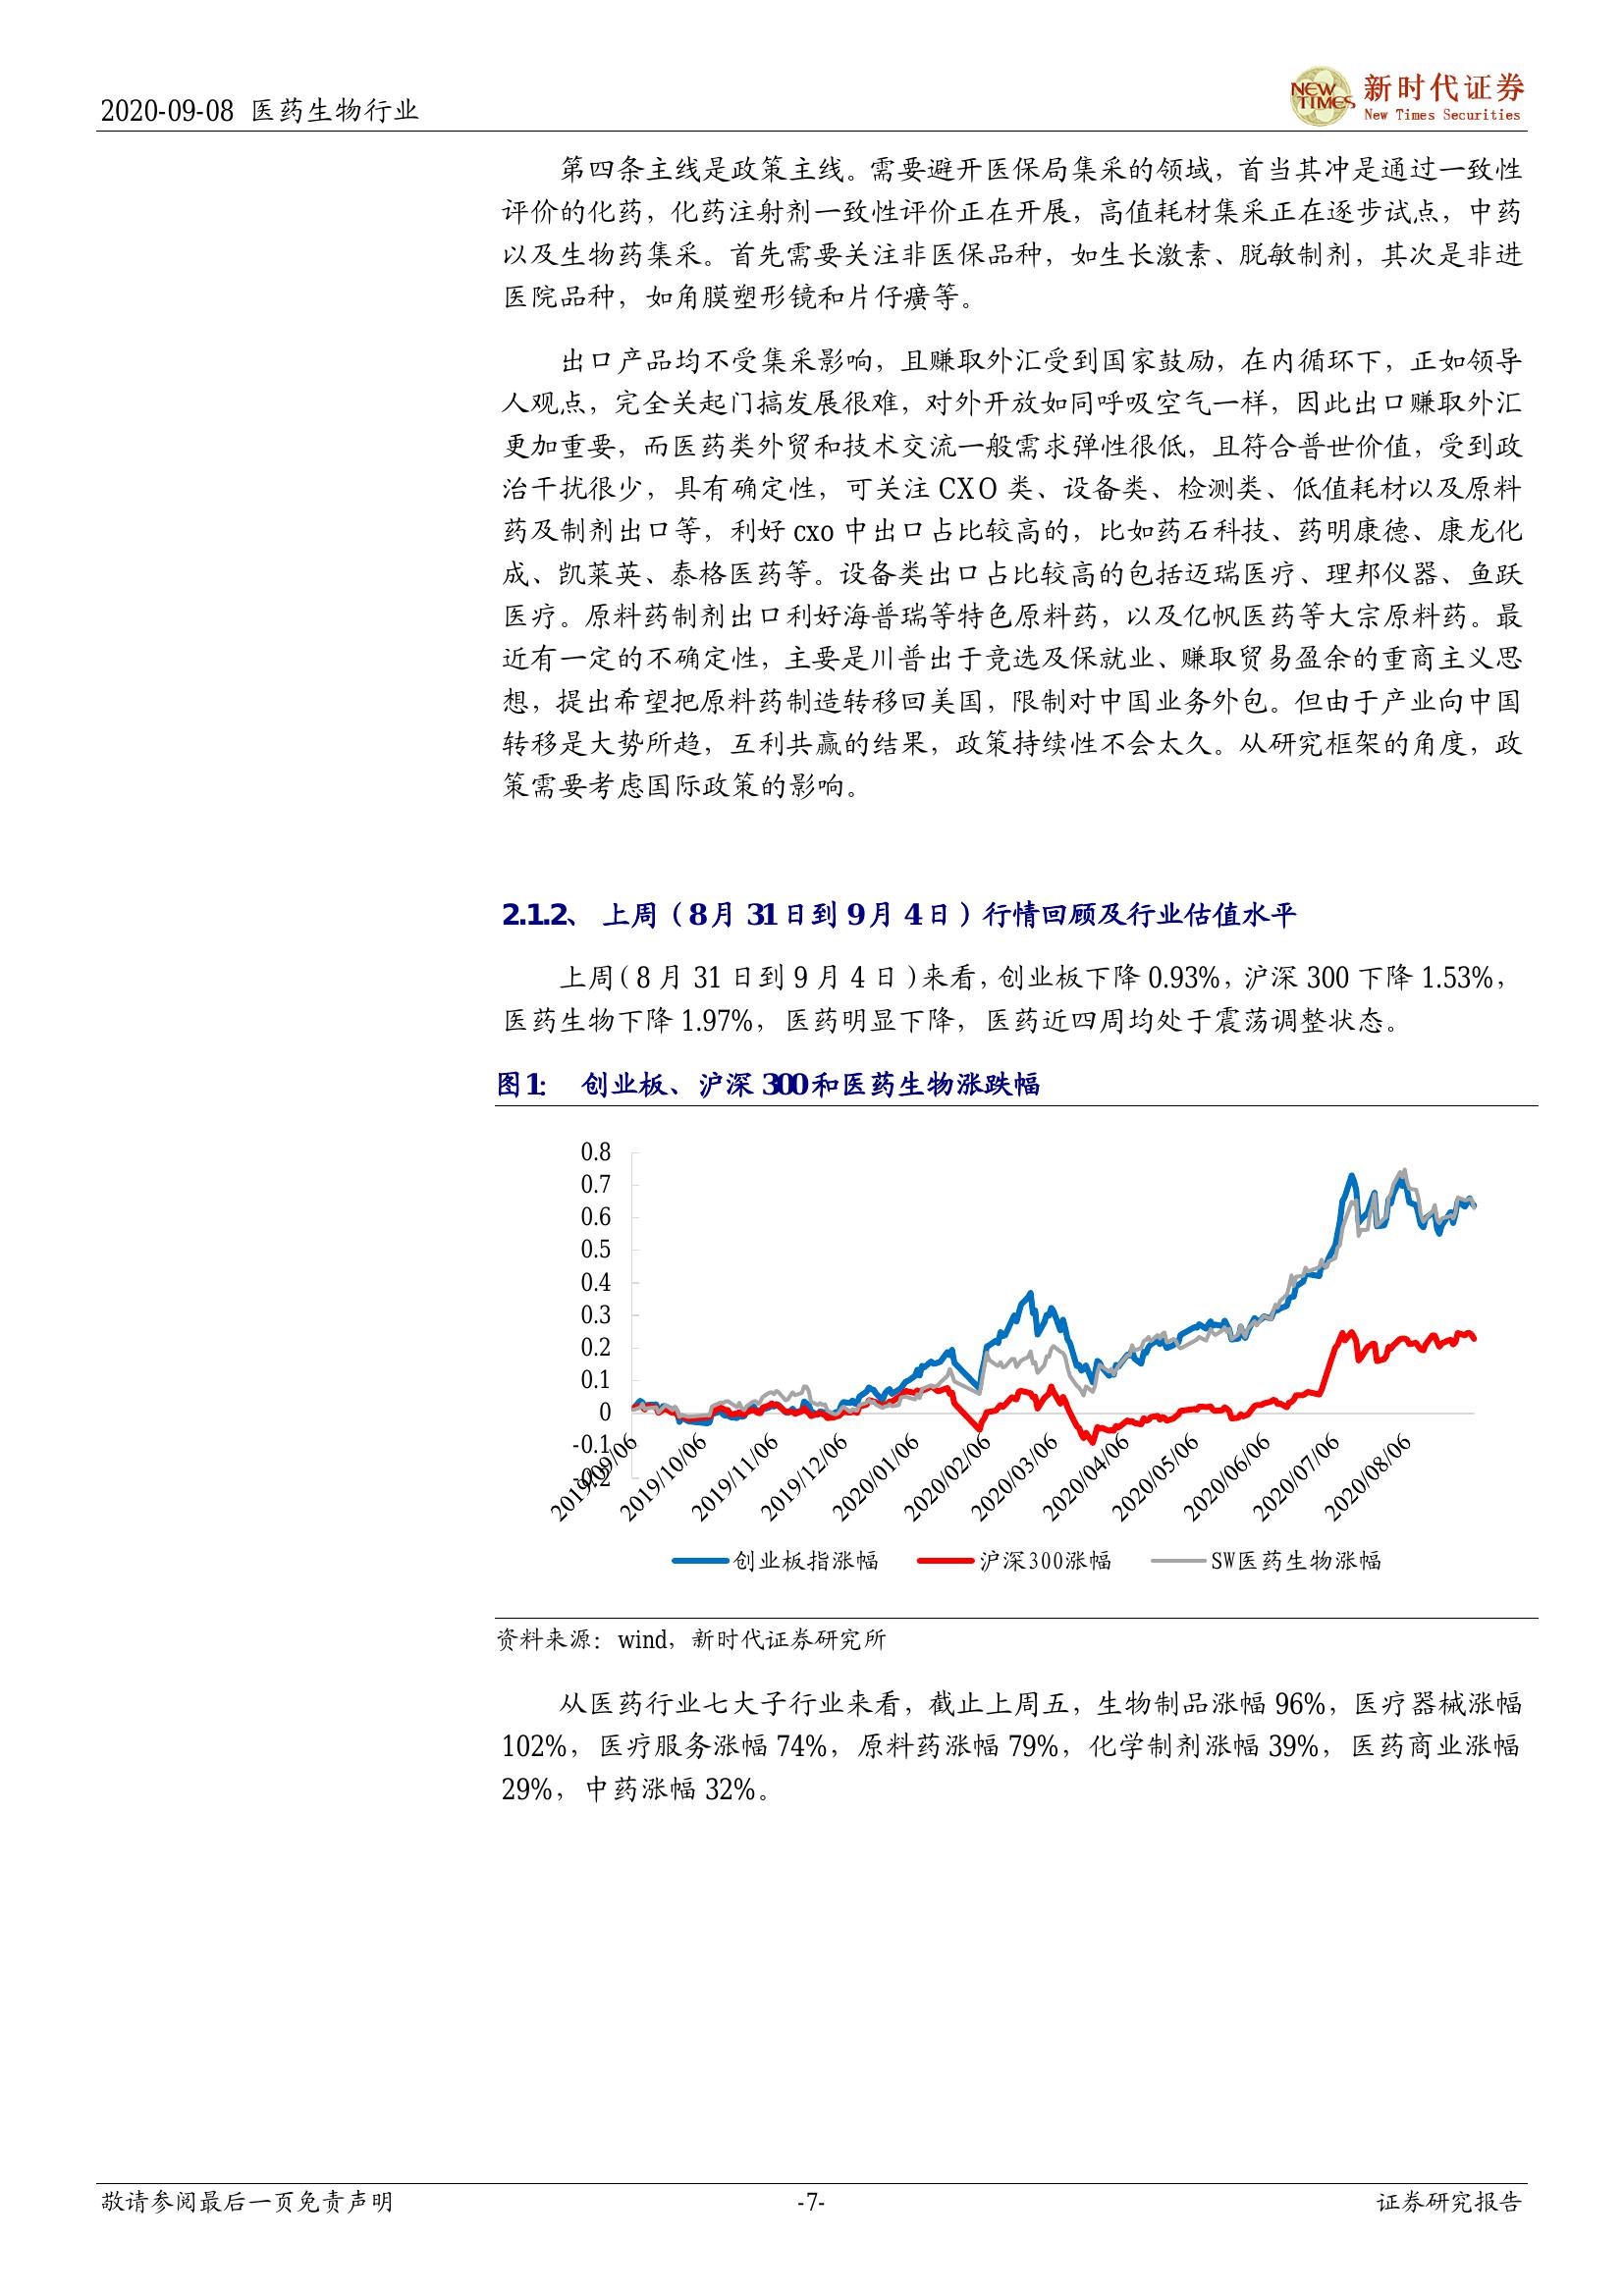 2020-09-08 医药生物行业
NEW TIMES 新时代证券
New Times Securities
第四条主线是政策主线。需要避开医保局集采的领域，首当其冲是通过一致性
评价的化药，化药注射剂一致性评价正在开展，高值耗材集采正在逐步试点，中药
以及生物药集采。首先需要关注非医保品种，如生长激素、脱敏制剂，其次是非进
医院品种，如角膜塑形镜和片仔癀等。
出口产品均不受集采影响，且赚取外汇受到国家鼓励，在内循环下，正如领导
人观点，完全关起门搞发展很难，对外开放如同呼吸空气一样，因此出口赚取外汇
更加重要，而医药类外贸和技术交流一般需求弹性很低，且符合普世价值，受到政
治干扰很少，具有确定性，可关注 CXO 类、设备类、检测类、低值耗材以及原料
药及制剂出口等，利好 cxo 中出口占比较高的，比如药石科技、药明康德、康龙化
成、凯莱英、泰格医药等。设备类出口占比较高的包括迈瑞医疗、理邦仪器、鱼跃
医疗。原料药制剂出口利好海普瑞等特色原料药，以及亿帆医药等大宗原料药。最
近有一定的不确定性，主要是川普出于竞选及保就业、赚取贸易盈余的重商主义思
想，提出希望把原料药制造转移回美国，限制对中国业务外包。但由于产业向中国
转移是大势所趋，互利共赢的结果，政策持续性不会太久。从研究框架的角度，政
策需要考虑国际政策的影响。
2.1.2、 上周（8月 31日到 9月 4日）行情回顾及行业估值水平
上周（8 月 31 日到 9 月 4 日）来看，创业板下降 0.93%，沪深 300 下降 1.53%，
医药生物下降 1.97%，医药明显下降，医药近四周均处于震荡调整状态。
图1： 创业板、沪深 300和医药生物涨跌幅
0.8
0.7
0.6
0.5
0.4
0.3
0.2
0.1
0
-0.1
-0.2
2019/09/06 2019/10/06 2019/11/06 2019/12/06 2020/01/06 2020/02/06 2020/03/06 2020/04/06 2020/05/06 2020/06/06 2020/07/06 2020/08/06
创业板指涨幅 沪深300涨幅 SW医药生物涨幅
资料来源：wind，新时代证券研究所
从医药行业七大子行业来看，截止上周五，生物制品涨幅 96%，医疗器械涨幅
102%，医疗服务涨幅 74%，原料药涨幅 79%，化学制剂涨幅 39%，医药商业涨幅
29%，中药涨幅 32%。
敬请参阅最后一页免责声明 -7- 证券研究报告